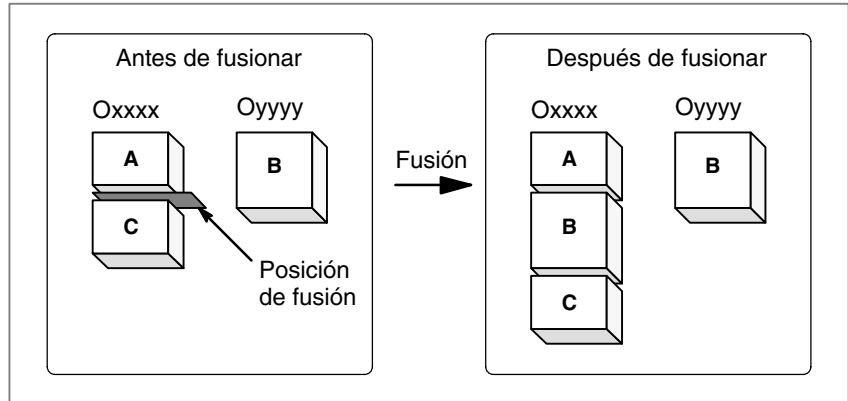 Antes de fusionar
Oxxxx
Oyyyy
A
B
C
Posición
de fusión
Fusión
Después de fusionar
Oxxxx
Oyyyy
A
B
B
C